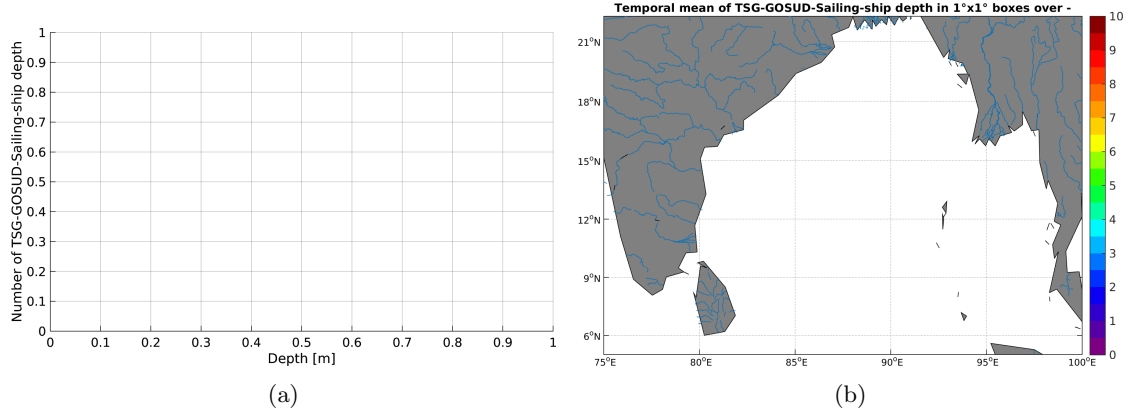 Number of TSG-GOSUD-Sailing-ship depth
1
0.9
0.8
0.7
0.6
0.5
0.4
0.3
0.2
0.1
0
0 0.1 0.2 0.3 0.4 0.5 0.6 0.7 0.8 0.9 1
Depth [m]
(a)
Temporal mean of TSG-GOSUD-Sailing-ship depth in 1°x1° boxes over -
21°N
18°N
15°N
12°N
9°N
6°N
75°E 80°E 85°E 90°E 95°E 100°E
10
9
8
7
6
5
4
3
2
1
0
(b)